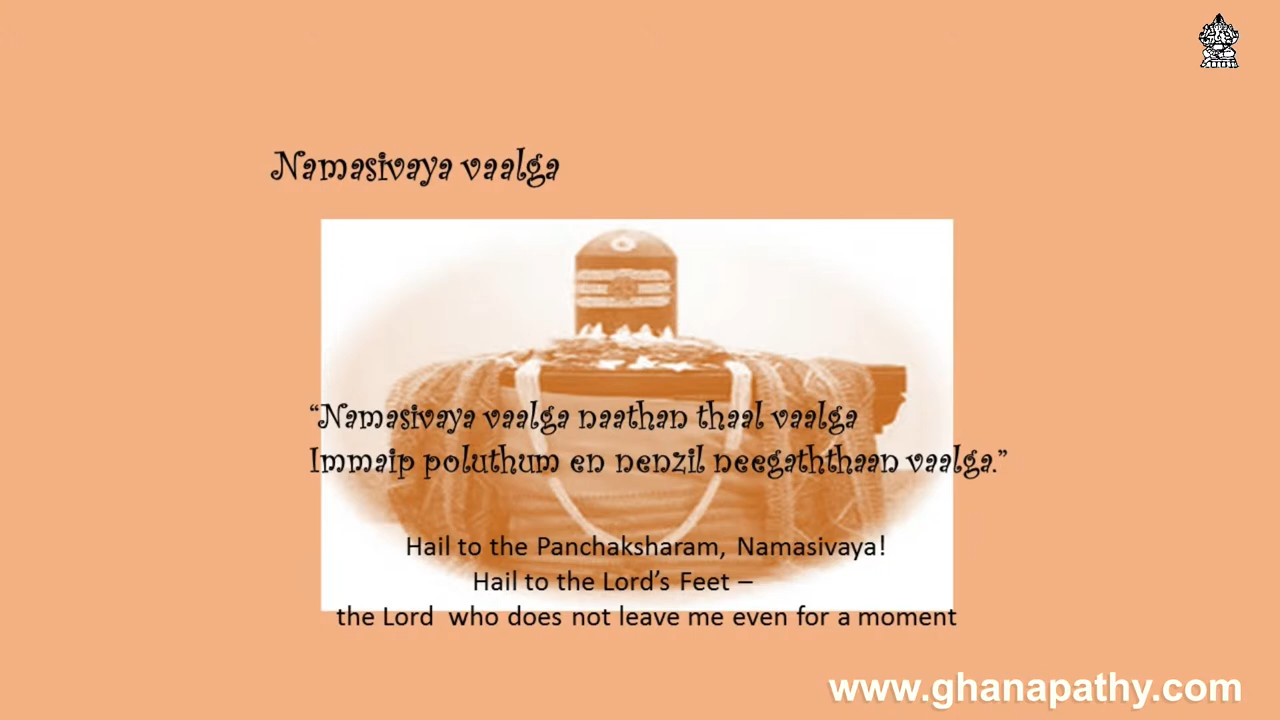 Namasivaya vaalga
“Namasivaya vaalga naathan thaal vaalga
Immaip poluthum en nenzil neegaththaan vaalga.”
Hail to the Panchaksharam, Namasivaya!
Hail to the Lord’s Feet –
the Lord who does not leave me even for a moment
www.ghanapathy.com